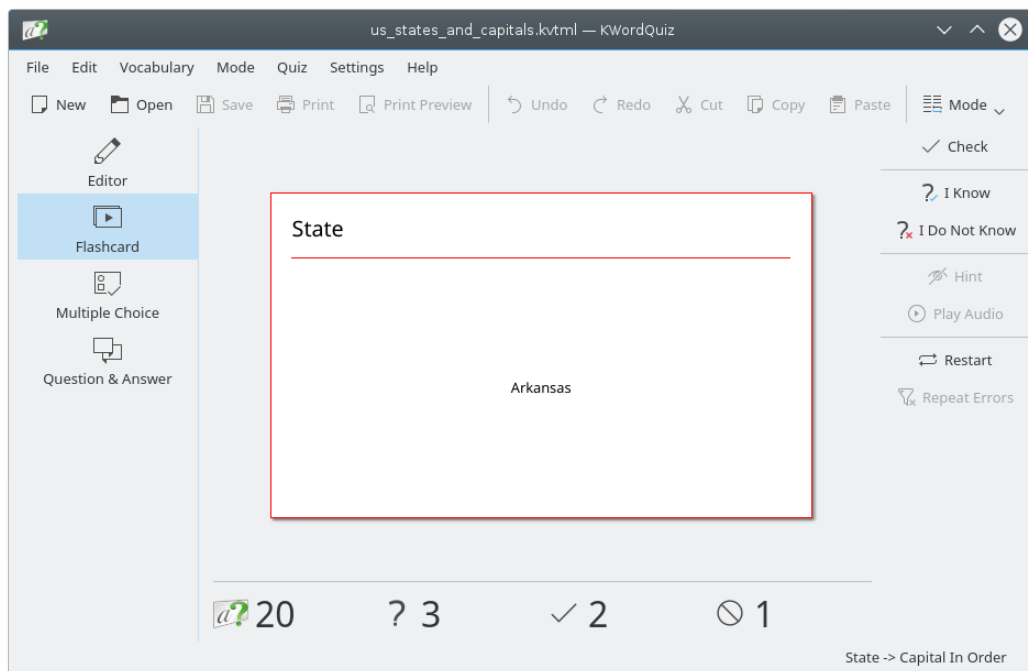 us_states_and_capitals.kvtml — KWordQuiz
File Edit Vocabulary Mode Quiz Settings Help
New Open Save Print Print Preview Undo Redo Cut Copy Paste Mode
Editor
Flashcard
Multiple Choice
Question & Answer
State
Arkansas
Check
I Know
I Do Not Know
Hint
Play Audio
Restart
Repeat Errors
a? 20 ? 3 2 1
State -> Capital In Order